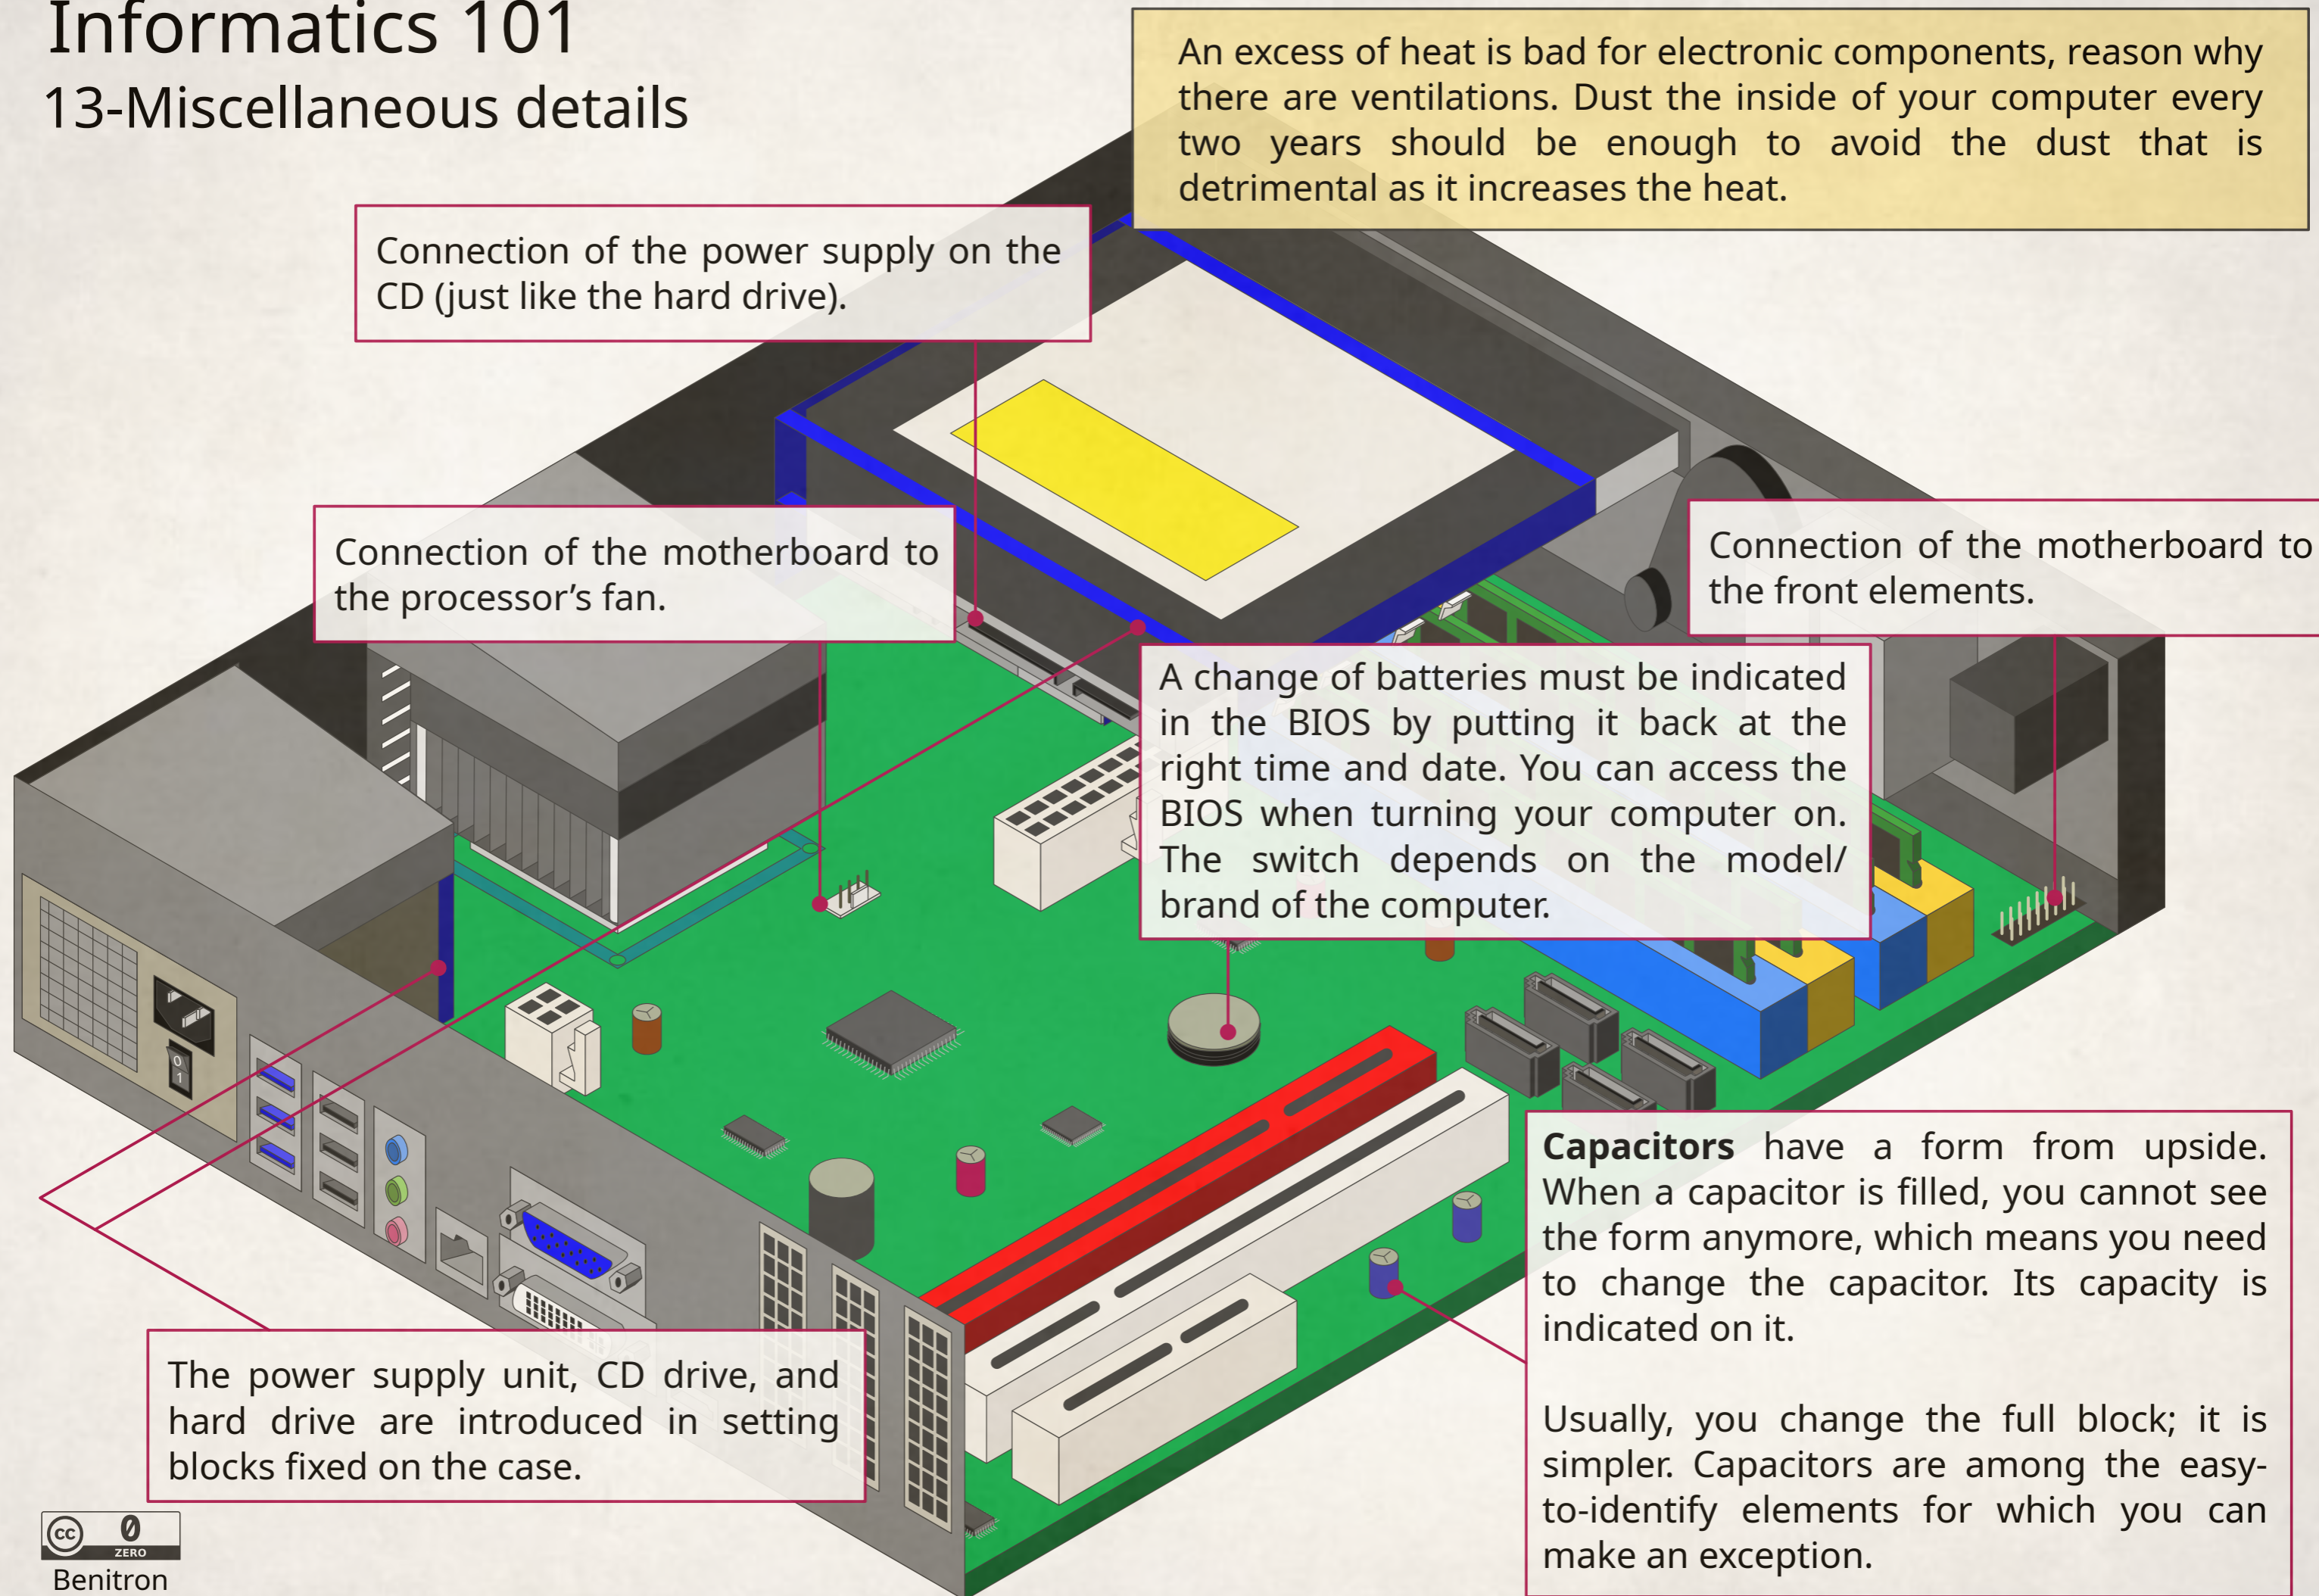 Informatics 101
13-Miscellaneous details
An excess of heat is bad for electronic components, reason why
there are ventilations. Dust the inside of your computer every
two years should be enough to avoid the dust that is
detrimental as it increases the heat.
Connection of the power supply on the
CD (just like the hard drive).
Connection of the motherboard to
the processor’s fan.
Connection of the motherboard to
the front elements.
A change of batteries must be indicated
in the BIOS by putting it back at the
right time and date. You can access the
BIOS when turning your computer on.
The switch depends on the model/
brand of the computer.
0
1
Capacitors have a form from upside.
When a capacitor is filled, you cannot see
the form anymore, which means you need
to change the capacitor. Its capacity is
indicated on it.
Usually, you change the full block; it is
simpler. Capacitors are among the easy-
to-identify elements for which you can
make an exception.
The power supply unit, CD drive, and
hard drive are introduced in setting
blocks fixed on the case.
cc 0
ZERO
Benitron